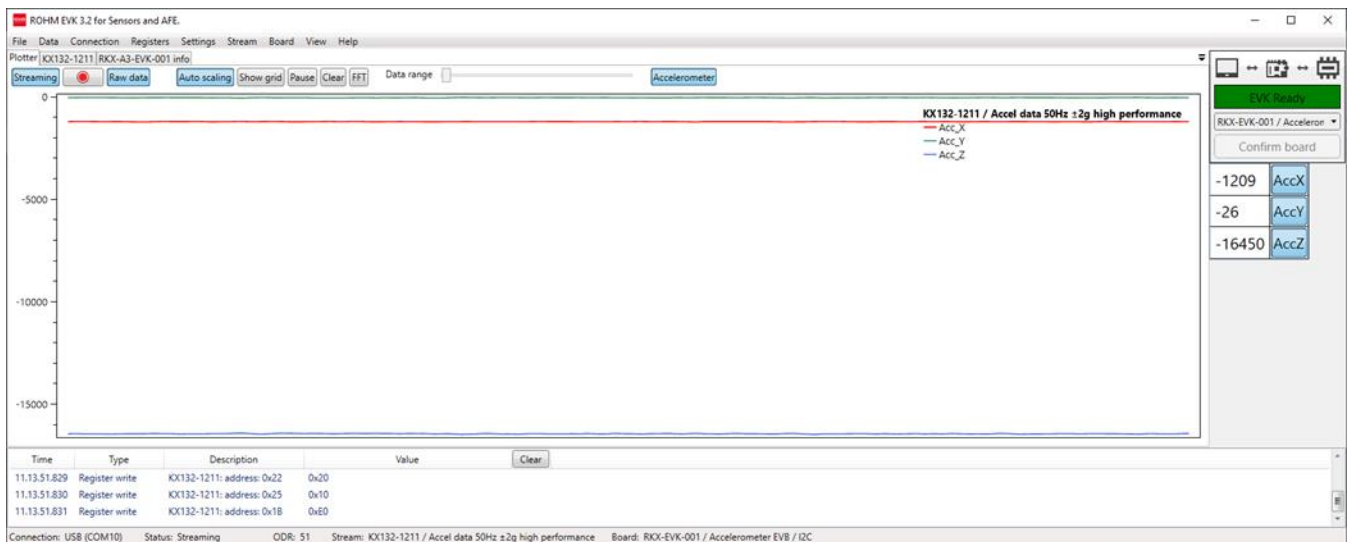 ROHM EVK 3.2 for Sensors and AFE.
File Data Connection Registers Settings Stream Board View Help
Plotter KX132-1211 RKX-A3-EVK-001 info
Streaming Raw data Auto scaling Show grid Pause Clear FFT Data range Accelerometer
EVK Ready
RKX-EVK-001 / Acceleron
Confirm board
-1209 AccX
-26 AccY
-16450 AccZ
KX132-1211 / Accel data 50Hz ±2g high performance
Acc_X
Acc_Y
Acc_Z
0
-5000
-10000
-15000
Time Type Description Value Clear
11.13.51.829 Register write KX132-1211: address: 0x22 0x20
11.13.51.830 Register write KX132-1211: address: 0x25 0x10
11.13.51.831 Register write KX132-1211: address: 0x1B 0xE0
Connection: USB (COM10) Status: Streaming ODR: 51 Stream: KX132-1211 / Accel data 50Hz ±2g high performance Board: RKX-EVK-001 / Accelerometer EVB / I2C